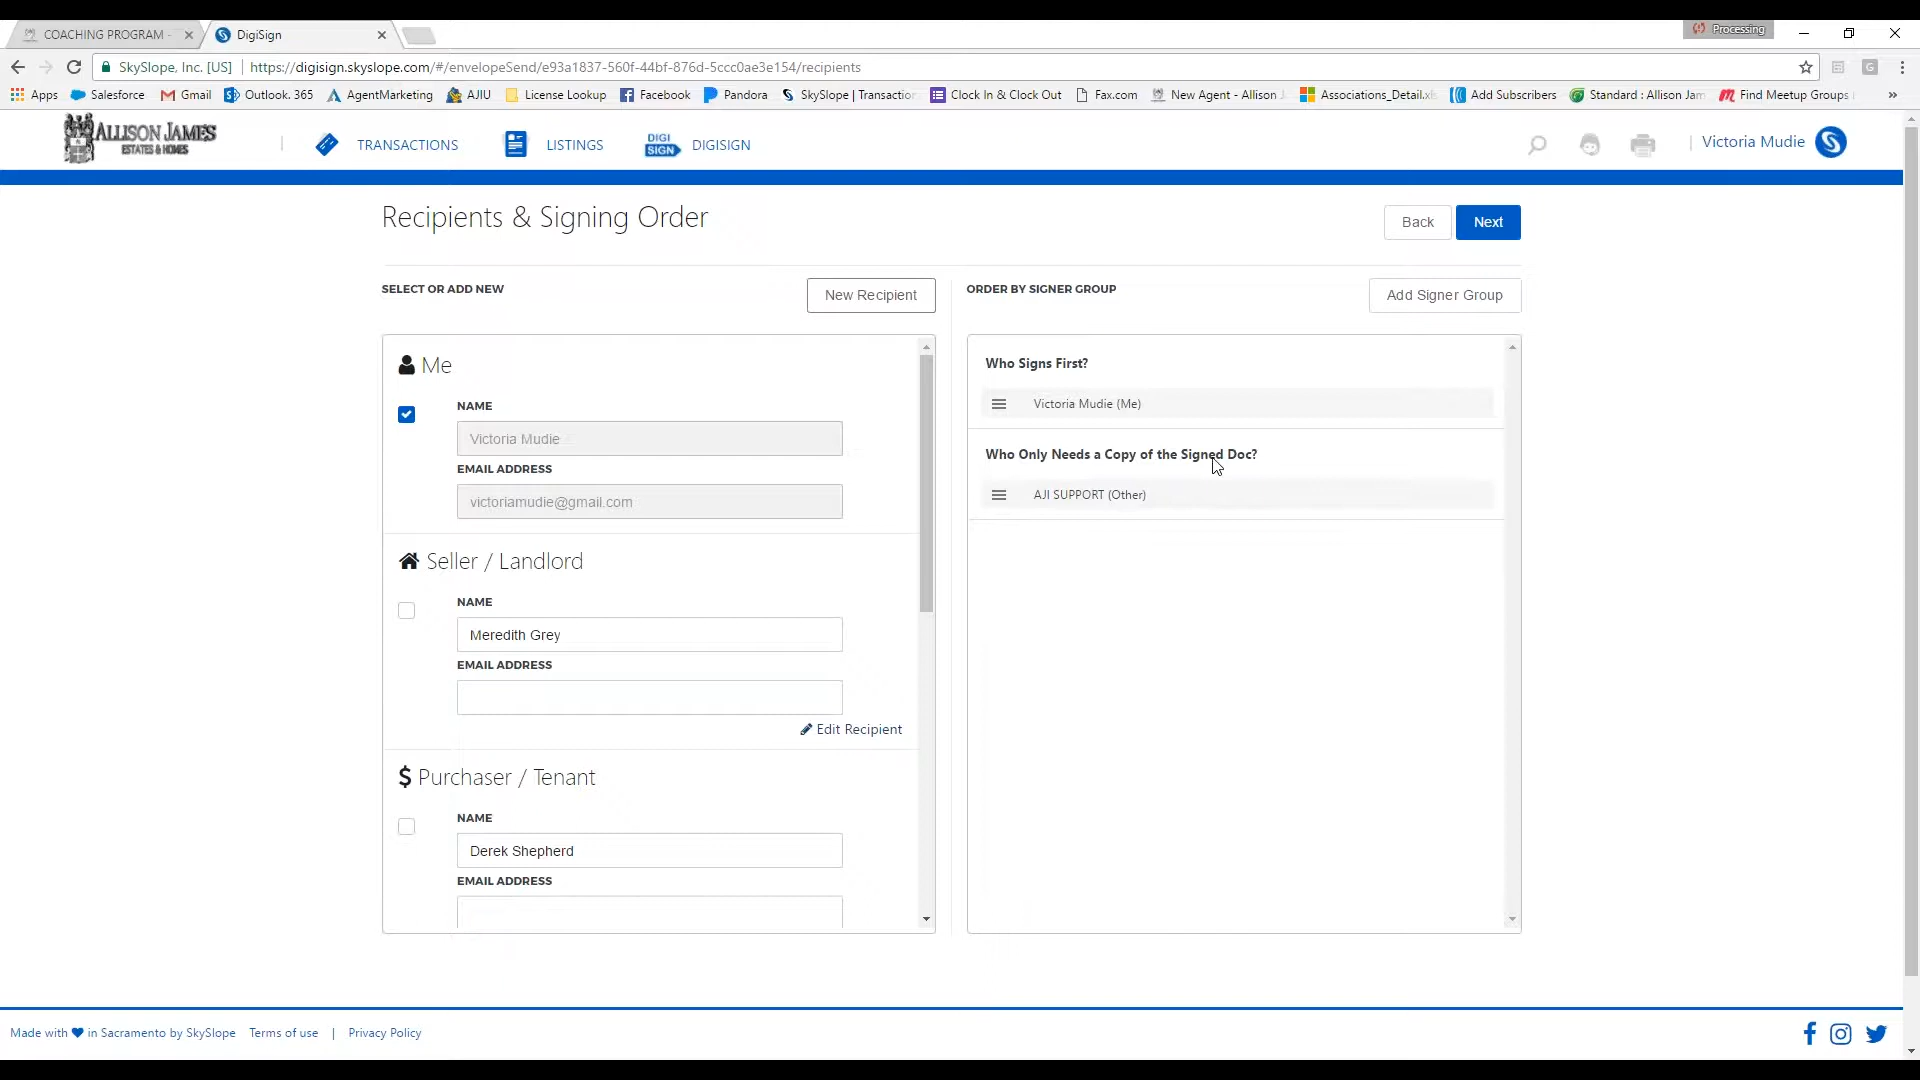 COACHING PROGRAM -
DigiSign
Processing
SkySlope, Inc. [US] | https://digisign.skyslope.com/#/envelopeSend/e93a1837-560f-44bf-876d-5ccc0ae3e154/recipients
Apps Salesforce Gmail Outlook. 365 AgentMarketing AJIU License Lookup Facebook Pandora SkySlope | Transactio Clock In & Clock Out Fax.com New Agent - Allison J Associations_Detail.xls Add Subscribers Standard : Allison Jam Find Meetup Groups »
ALLISON JAMES
ESTATES & HOMES
TRANSACTIONS
LISTINGS
DIGI
SIGN
DIGISIGN
| Victoria Mudie
Recipients & Signing Order
Back
Next
SELECT OR ADD NEW
New Recipient
ORDER BY SIGNER GROUP
Add Signer Group
Me
NAME
Victoria Mudie
EMAIL ADDRESS
victoriamudie@gmail.com
Seller / Landlord
NAME
Meredith Grey
EMAIL ADDRESS
Edit Recipient
$ Purchaser / Tenant
NAME
Derek Shepherd
EMAIL ADDRESS
Who Signs First?
Victoria Mudie (Me)
Who Only Needs a Copy of the Signed Doc?
AJI SUPPORT (Other)
Made with ♥ in Sacramento by SkySlope Terms of use | Privacy Policy